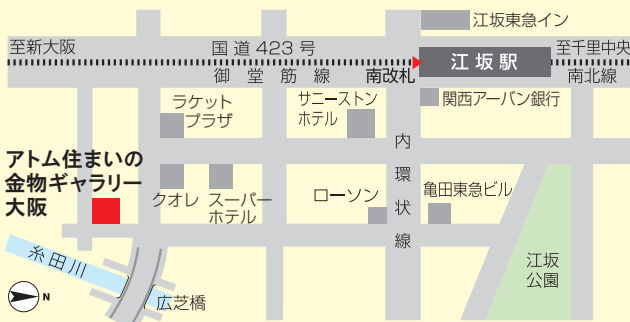 江坂東急イン
至新大阪
国道423号
至千里中央
江坂駅
御堂筋線
南改札
南北線
ラケット
プラザ
サニーストン
ホテル
関西アーバン銀行
内環状線
アトム住まいの
金物ギャラリー
大阪
クオレ
スーパー
ホテル
ローソン
亀田東急ビル
糸田川
江坂
公園
広芝橋
N